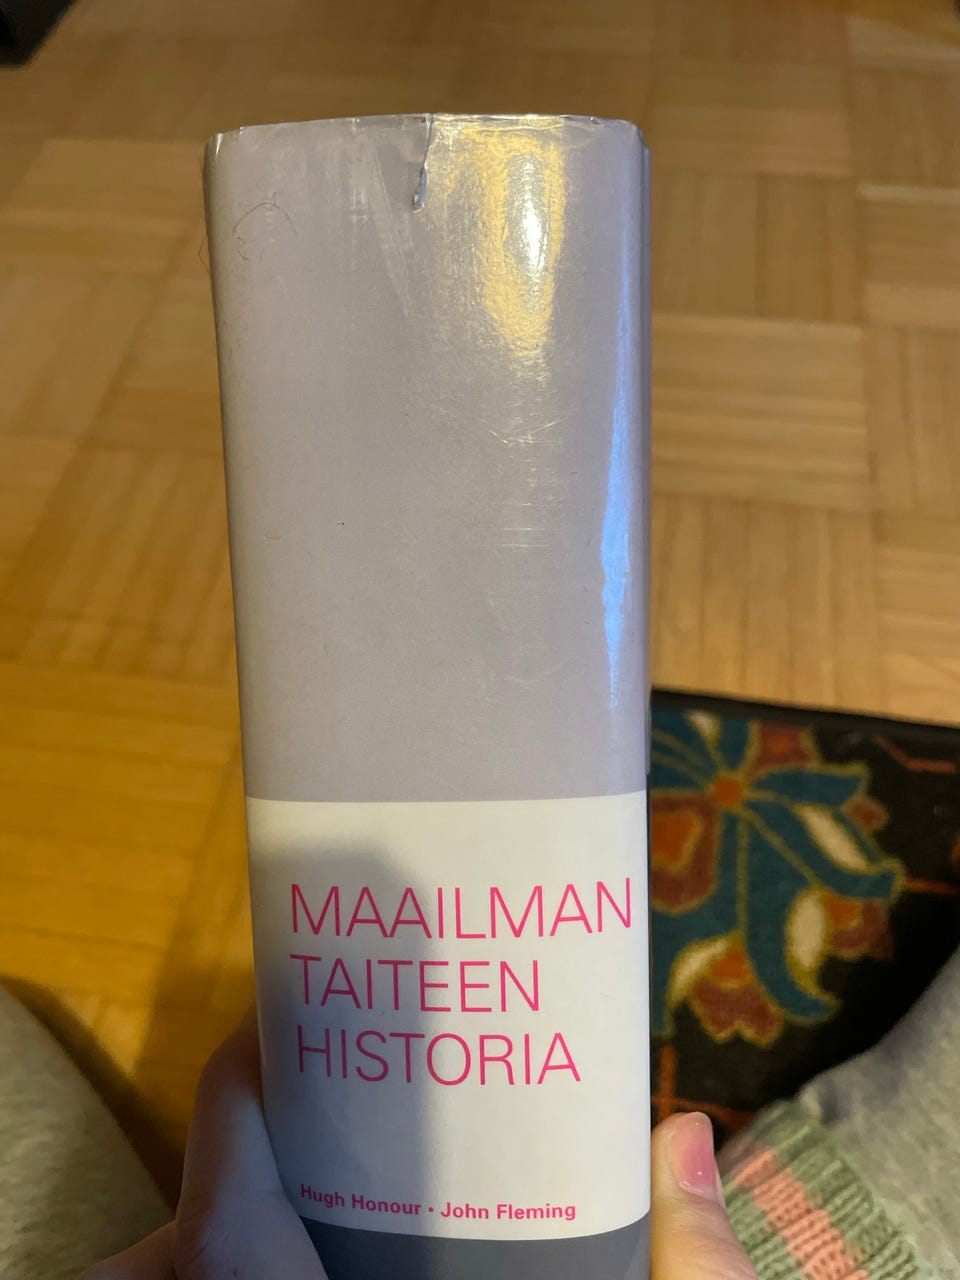 MAAILMAN
TAITEEN
HISTORIA
Hugh Honour • John Fleming